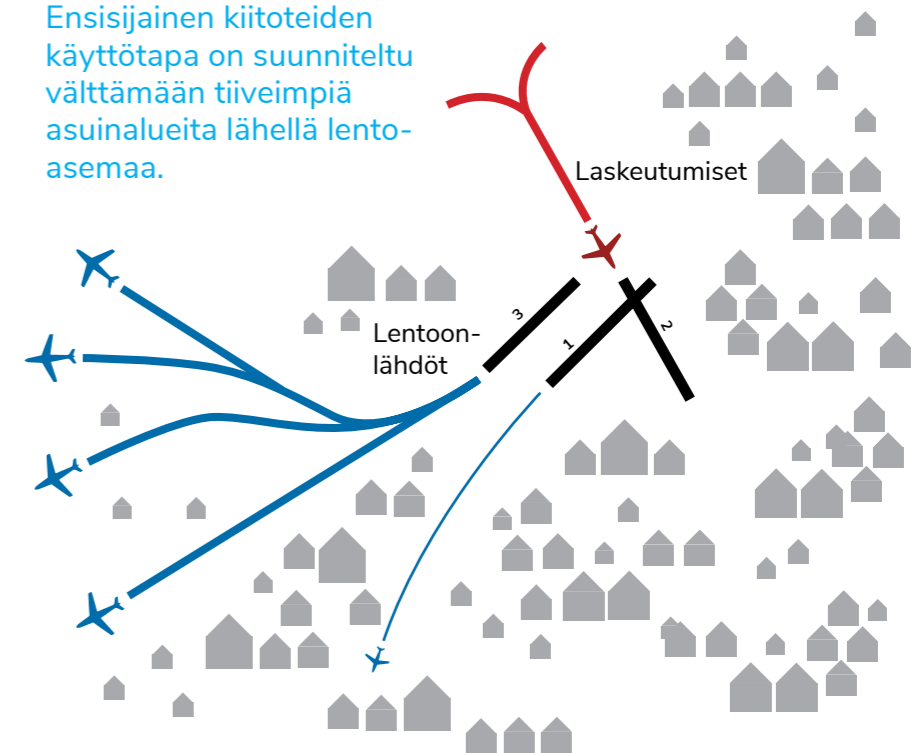 Ensisijainen kiitoteiden
käyttötapa on suunniteltu
välttämään tiiveimpiä
asuinalueita lähellä lento-
asemaa.
Laskeutumiset
Lentoon-
lähdöt
3
1
2